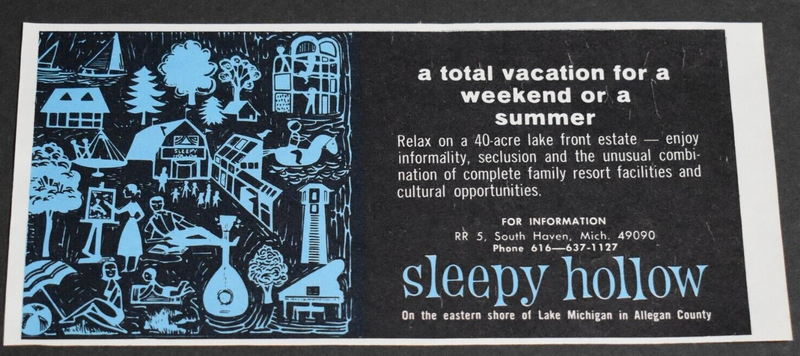 SLEEPY
a total vacation for a
weekend or a
summer
Relax on a 40-acre lake front estate — enjoy
informality, seclusion and the unusual combi-
nation of complete family resort facilities and
cultural opportunities.
FOR INFORMATION
RR 5, South Haven, Mich. 49090
Phone 616—637-1127
sleepy hollow
On the eastern shore of Lake Michigan in Allegan County